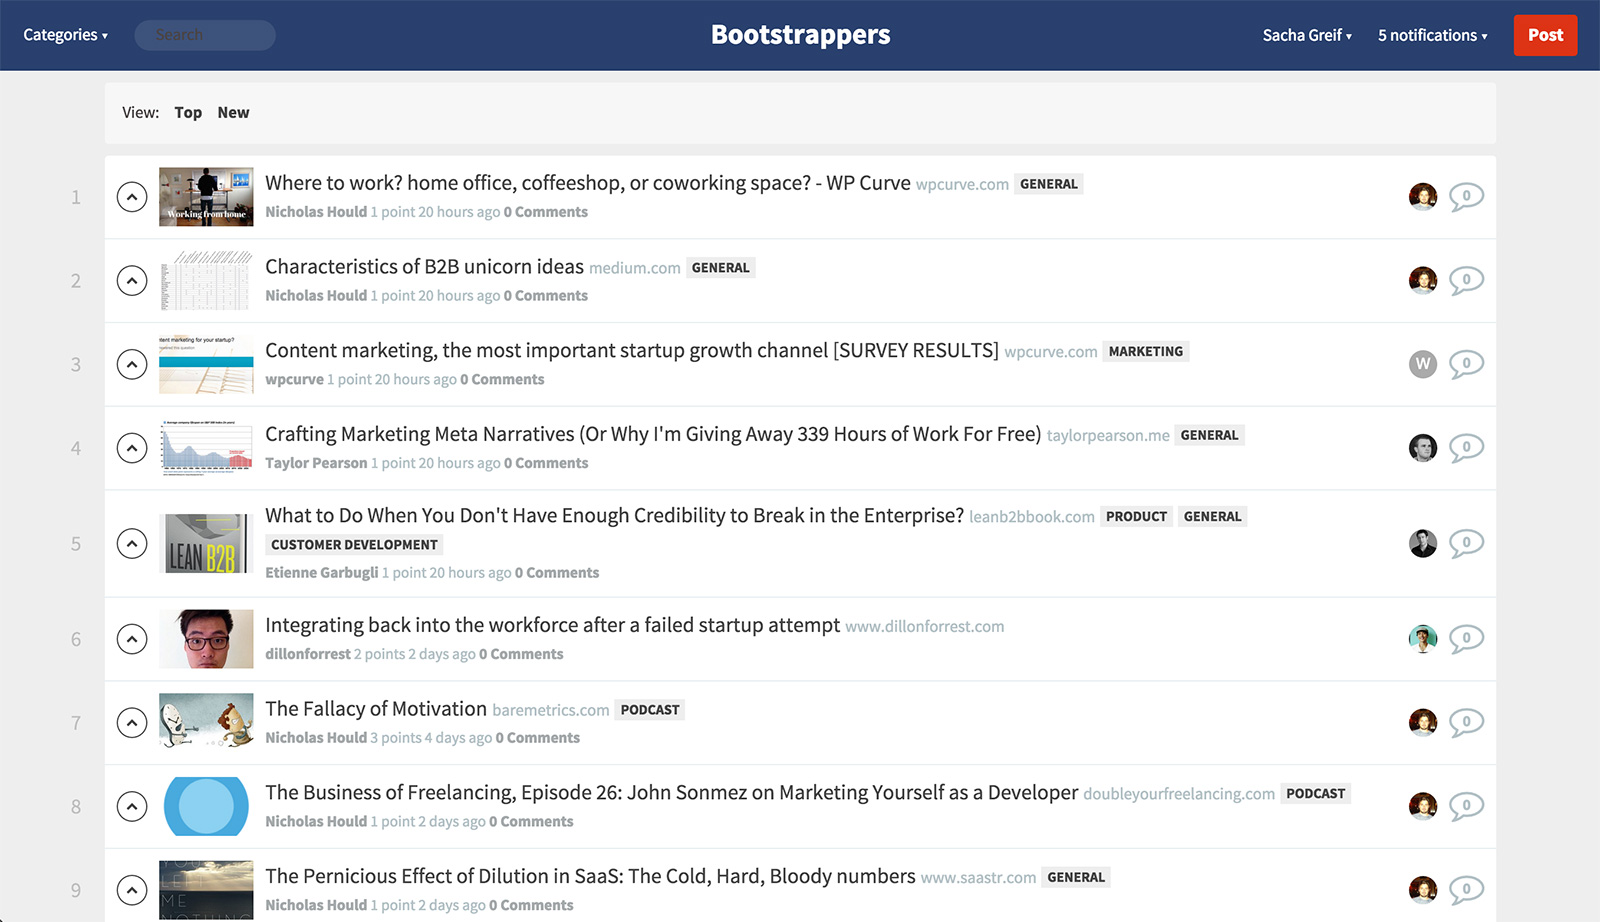 Categories ▾
Search
Bootstrappers
Sacha Greif ▾
5 notifications ▾
Post
View: Top New
1
Working from home
Where to work? home office, coffeeshop, or coworking space? - WP Curve wpcurve.com GENERAL
Nicholas Hould 1 point 20 hours ago 0 Comments
0
2
Characteristics of B2B unicorn ideas medium.com GENERAL
Nicholas Hould 1 point 20 hours ago 0 Comments
0
3
tent marketing for your startup?
Content marketing, the most important startup growth channel [SURVEY RESULTS] wpcurve.com MARKETING
wpcurve 1 point 20 hours ago 0 Comments
W
0
4
Crafting Marketing Meta Narratives (Or Why I'm Giving Away 339 Hours of Work For Free) taylorpearson.me GENERAL
Taylor Pearson 1 point 20 hours ago 0 Comments
0
5
LEAN B2B
What to Do When You Don't Have Enough Credibility to Break in the Enterprise? leanb2bbook.com PRODUCT GENERAL
CUSTOMER DEVELOPMENT
Etienne Garbugli 1 point 20 hours ago 0 Comments
0
6
Integrating back into the workforce after a failed startup attempt www.dillonforrest.com
dillonforrest 2 points 2 days ago 0 Comments
0
7
The Fallacy of Motivation baremetrics.com PODCAST
Nicholas Hould 3 points 4 days ago 0 Comments
0
8
The Business of Freelancing, Episode 26: John Sonmez on Marketing Yourself as a Developer doubleyourfreelancing.com PODCAST
Nicholas Hould 1 point 2 days ago 0 Comments
0
9
YOU
LEFT
ME
NOTHING
The Pernicious Effect of Dilution in SaaS: The Cold, Hard, Bloody numbers www.saastr.com GENERAL
Nicholas Hould 1 point 2 days ago 0 Comments
0